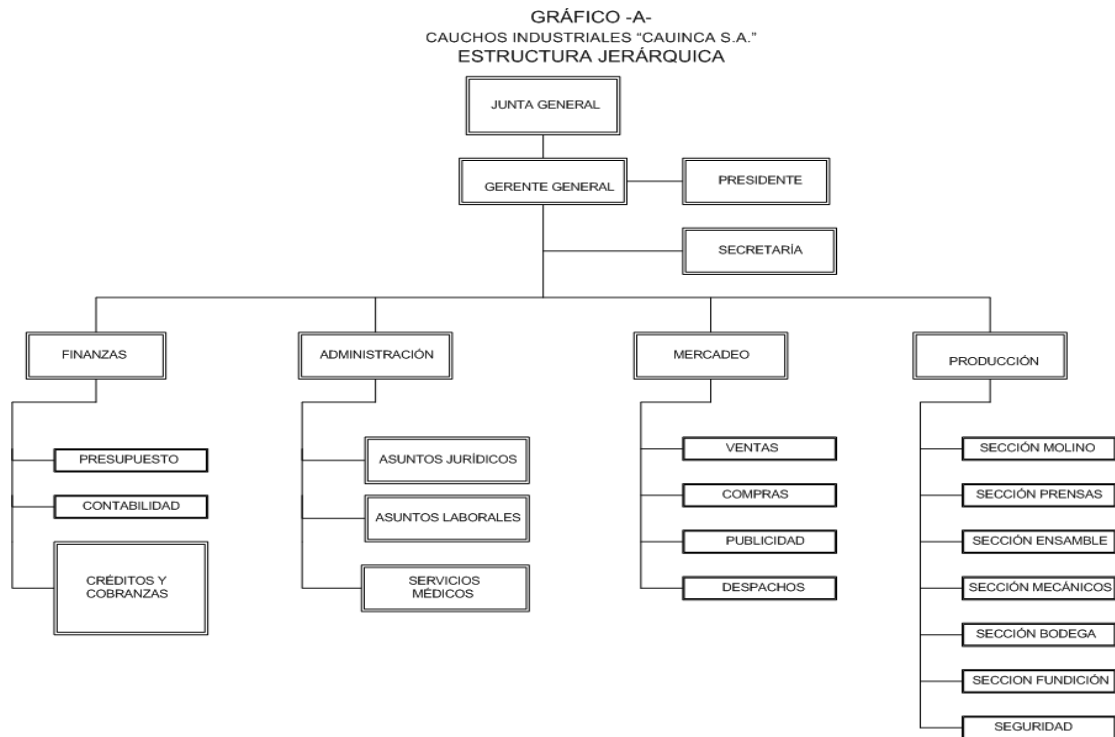 GRÁFICO -A-
CAUCHOS INDUSTRIALES “CAUINCA S.A.”
ESTRUCTURA JERÁRQUICA
JUNTA GENERAL
GERENTE GENERAL
PRESIDENTE
SECRETARÍA
FINANZAS
ADMINISTRACIÓN
MERCADEO
PRODUCCIÓN
PRESUPUESTO
CONTABILIDAD
CRÉDITOS Y
COBRANZAS
ASUNTOS JURÍDICOS
ASUNTOS LABORALES
SERVICIOS
MÉDICOS
VENTAS
COMPRAS
PUBLICIDAD
DESPACHOS
SECCIÓN MOLINO
SECCIÓN PRENSAS
SECCIÓN ENSAMBLE
SECCIÓN MECÁNICOS
SECCIÓN BODEGA
SECCION FUNDICIÓN
SEGURIDAD